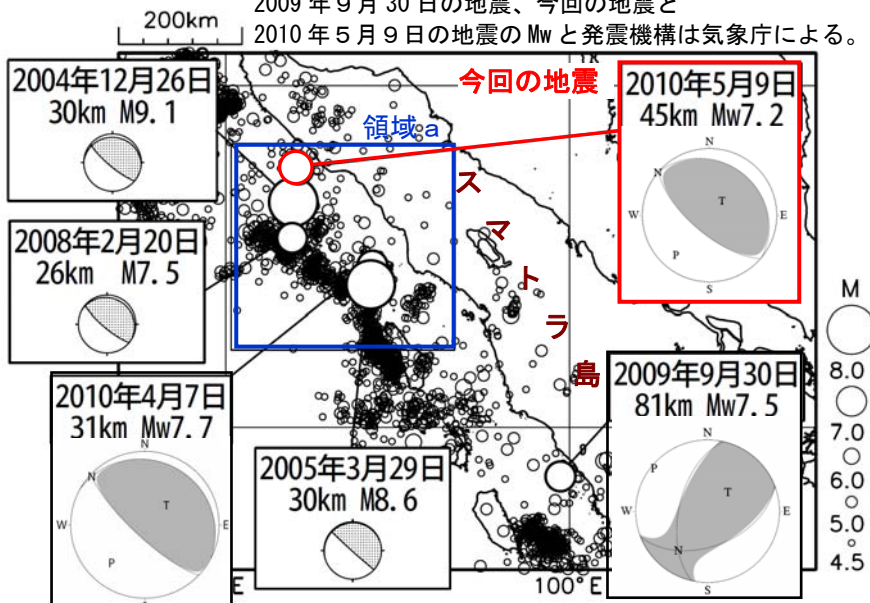 2009年9月30日の地震、今回の地震と
2010年5月9日の地震のMwと発震機構は気象庁による。
200km
今回の地震
領域a
2004年12月26日
30km M9.1
2010年5月9日
45km Mw7.2
N
N
W
T
E
P
S
2008年2月20日
26km M7.5
スマトラ島
2010年4月7日
31km Mw7.7
N
N
W
T
E
P
2005年3月29日
30km M8.6
2009年9月30日
81km Mw7.5
N
P
T
W
E
N
S
M
8.0
7.0
6.0
5.0
4.5
E
100°E